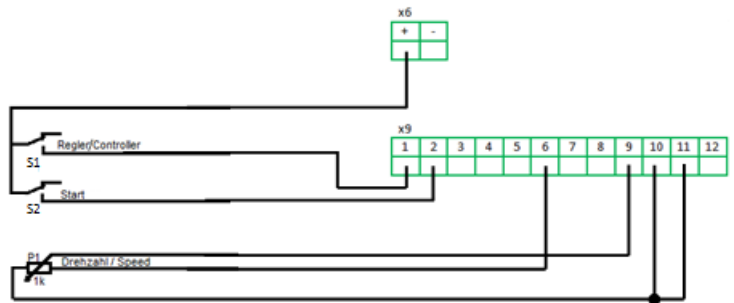 x6
+ -
x9
1 2 3 4 5 6 7 8 9 10 11 12
Regler/Controller
S1
Start
S2
P1
Drehzahl / Speed
1k